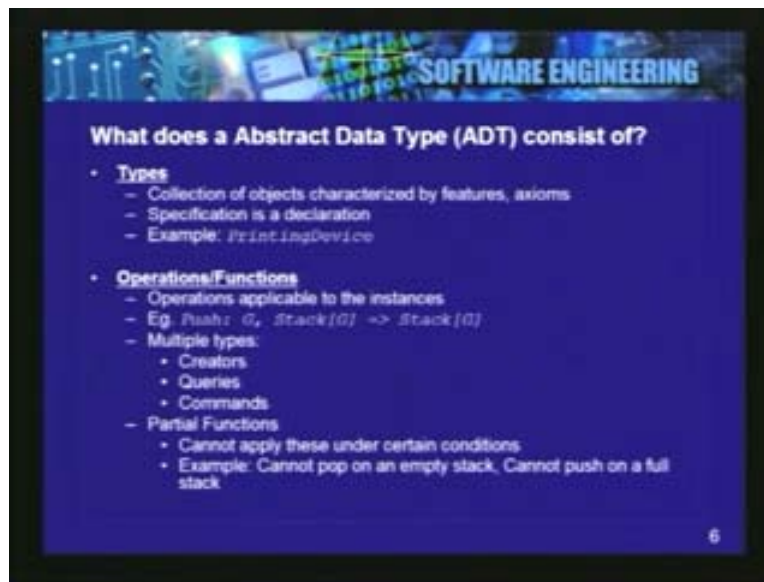 SOFTWARE ENGINEERING
What does a Abstract Data Type (ADT) consist of?
• Types
– Collection of objects characterized by features, axioms
– Specification is a declaration
– Example: PrintingDevice
• Operations/Functions
– Operations applicable to the instances
– Eg. Push: G, Stack[G] -> Stack[G]
– Multiple types:
• Creators
• Queries
• Commands
– Partial Functions
• Cannot apply these under certain conditions
• Example: Cannot pop on an empty stack, Cannot push on a full
stack
6